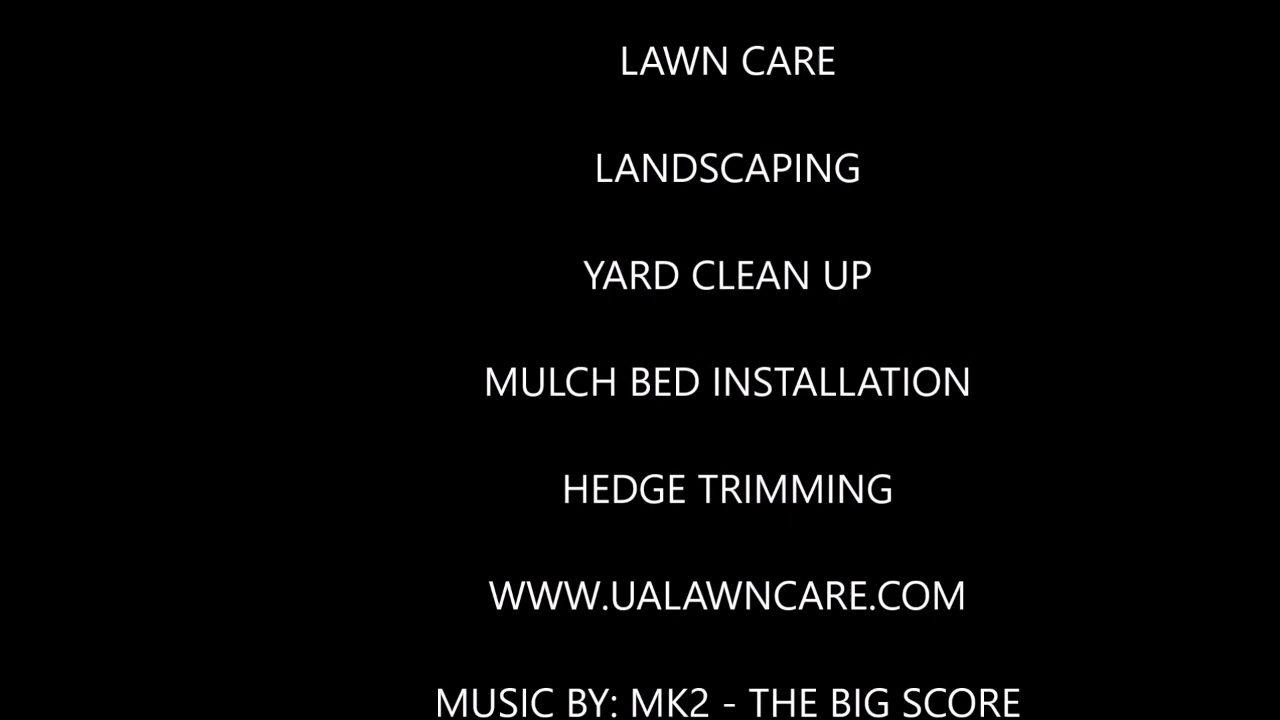 LAWN CARE
LANDSCAPING
YARD CLEAN UP
MULCH BED INSTALLATION
HEDGE TRIMMING
WWW.UALAWNCARE.COM
MUSIC BY: MK2 - THE BIG SCORE